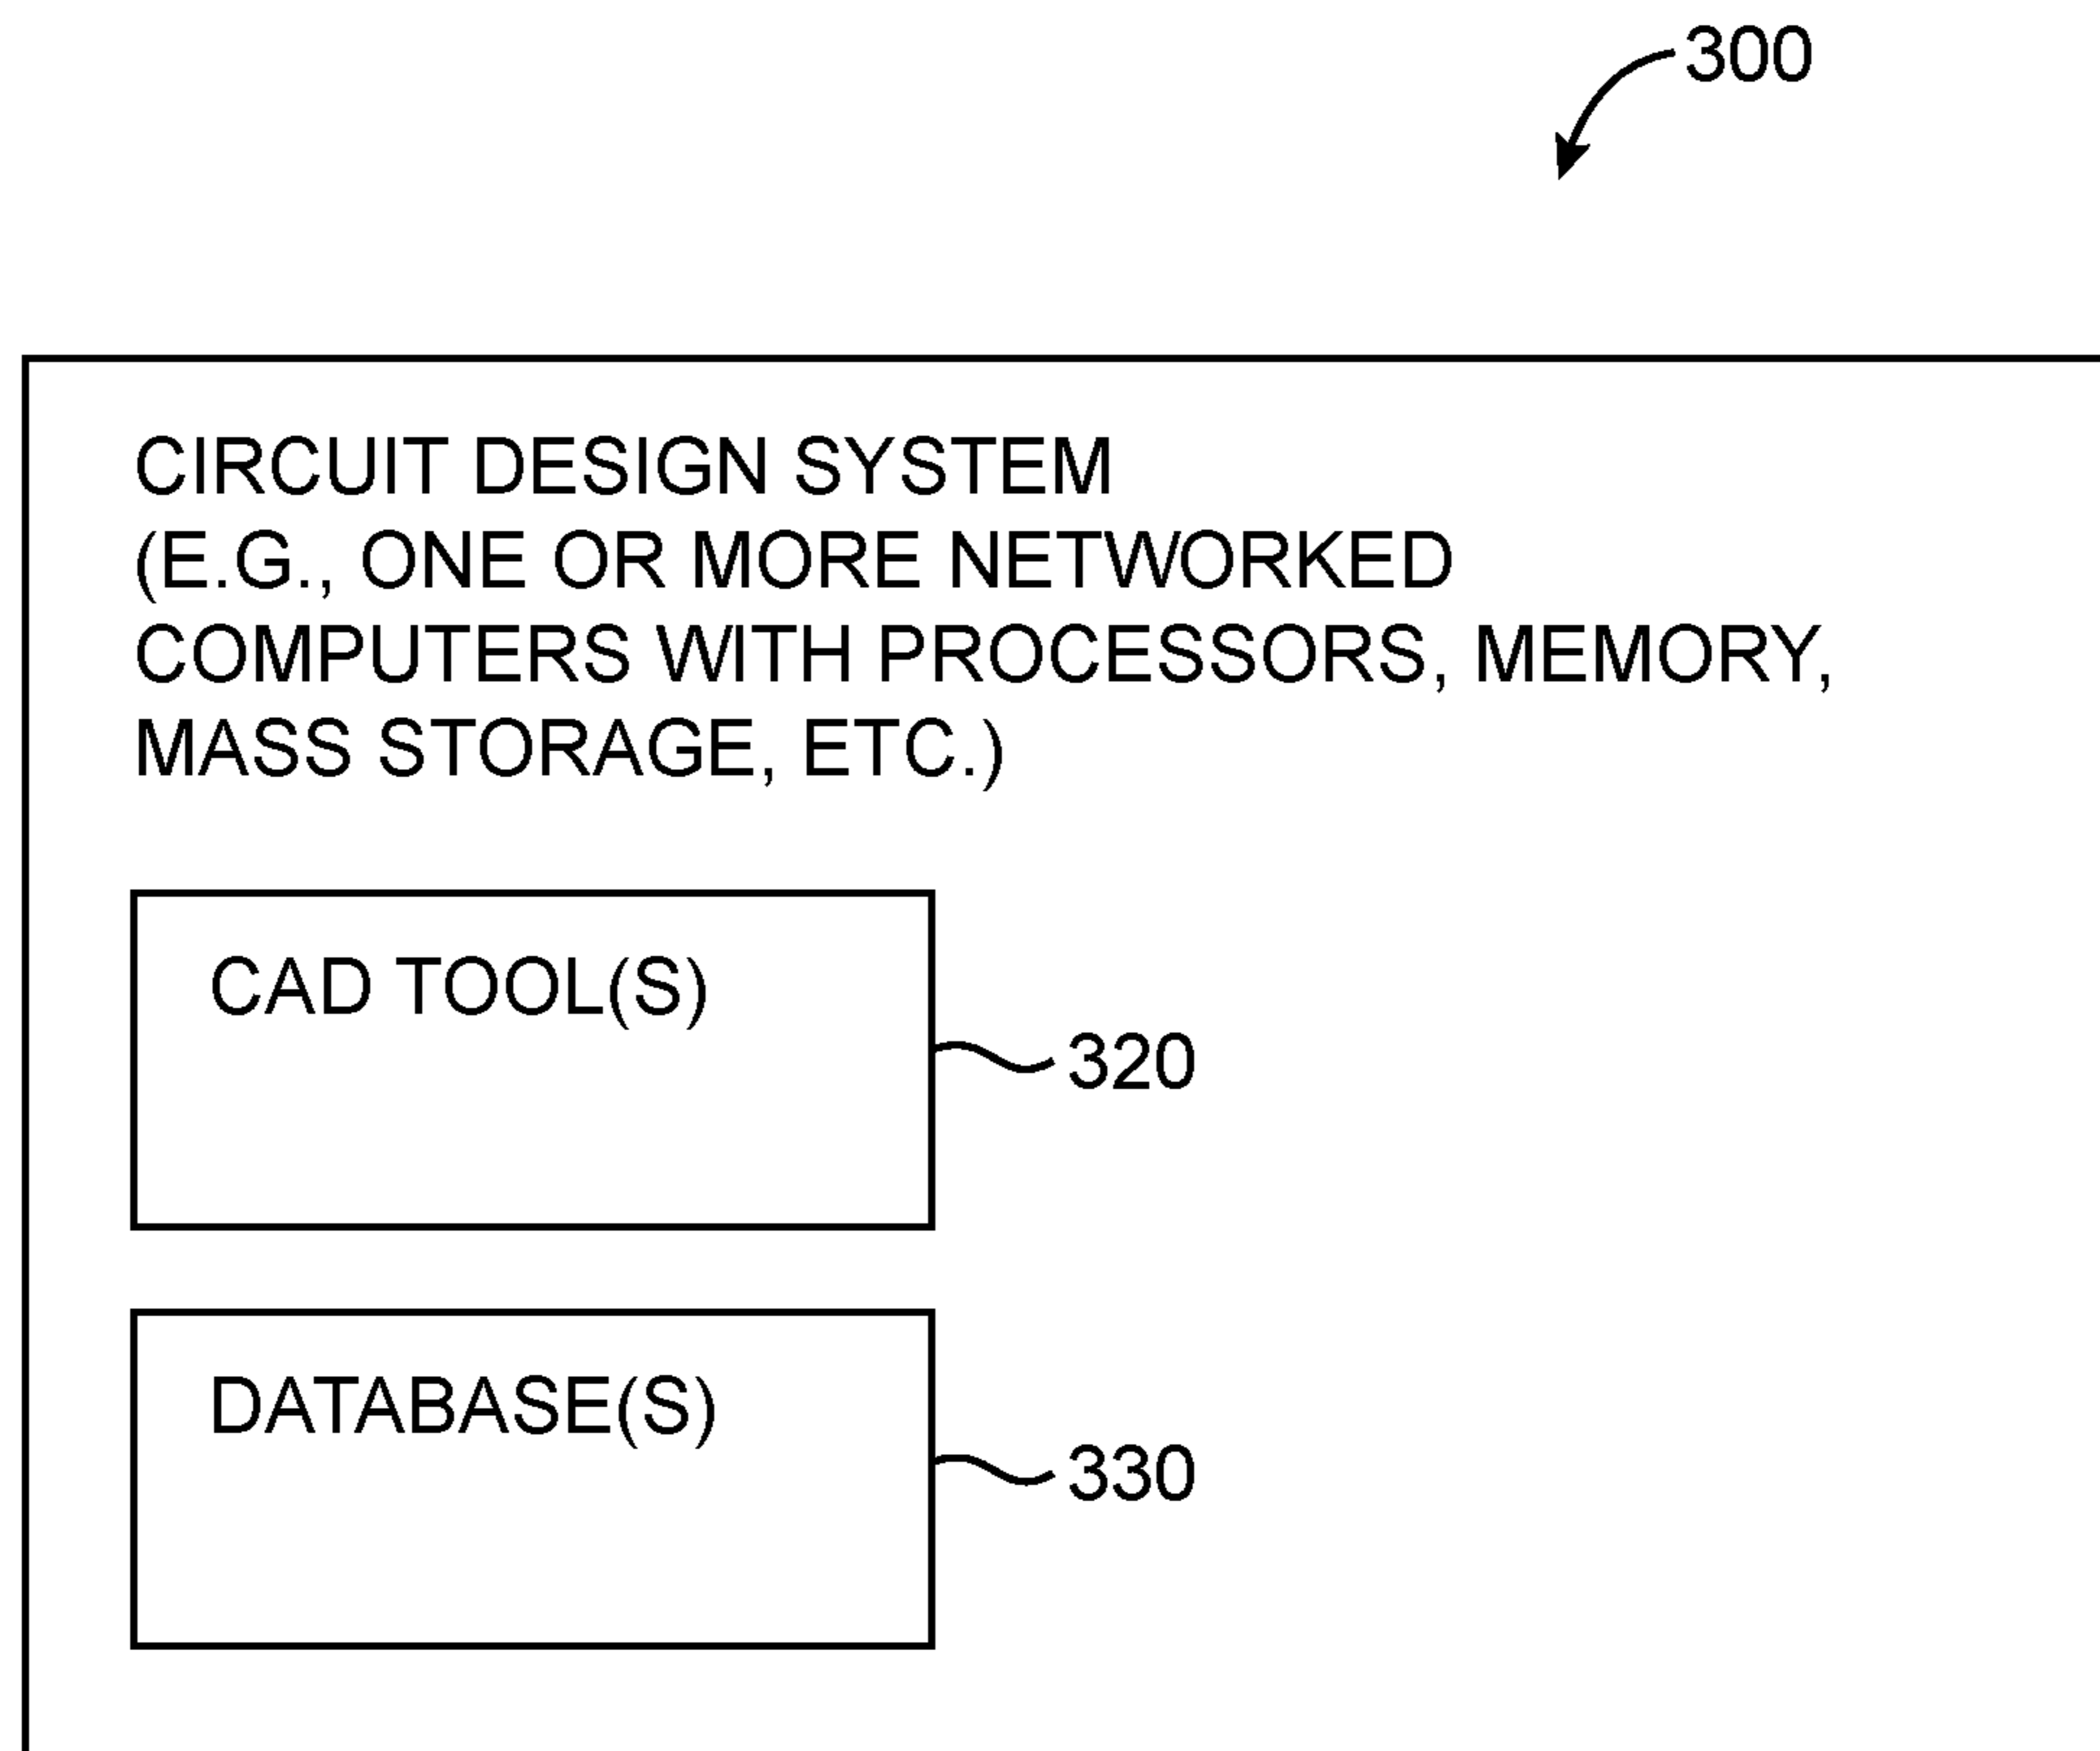 300
CIRCUIT DESIGN SYSTEM
(E.G., ONE OR MORE NETWORKED
COMPUTERS WITH PROCESSORS, MEMORY,
MASS STORAGE, ETC.)
CAD TOOL(S)
320
DATABASE(S)
330